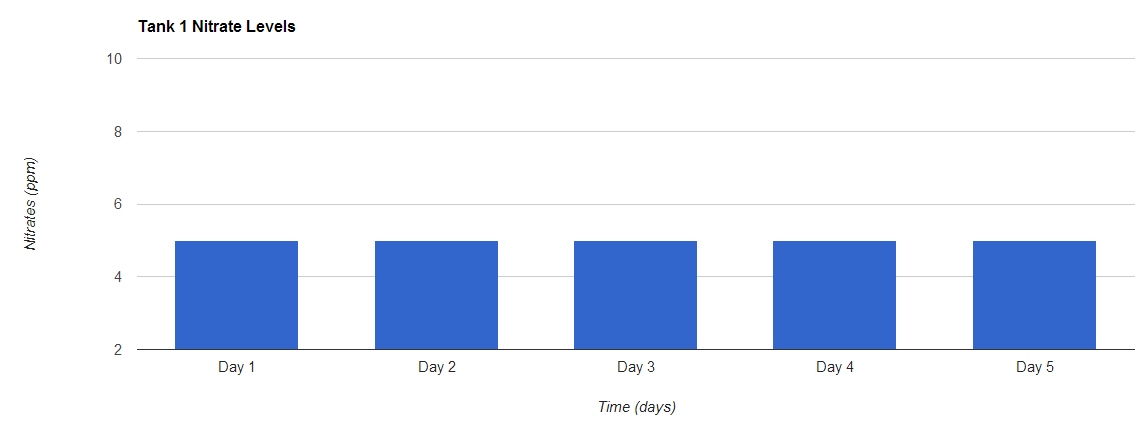 Tank 1 Nitrate Levels
10
8
6
4
2
Nitrates (ppm)
Day 1 Day 2 Day 3 Day 4 Day 5
Time (days)